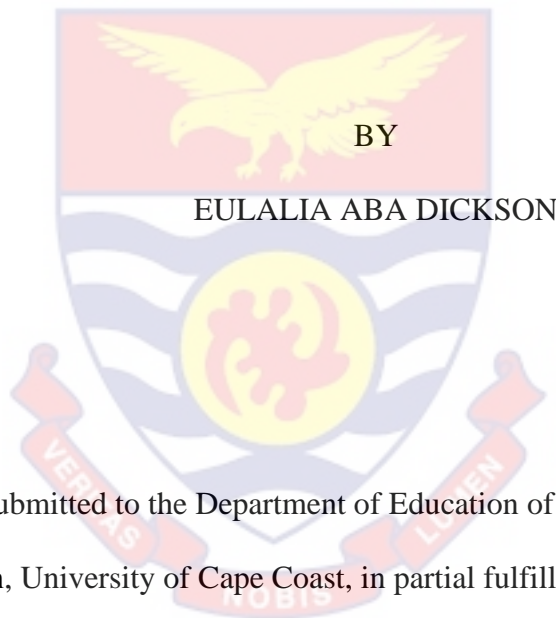 BY
EULALIA ABA DICKSON
ubmitted to the Department of Education of
, University of Cape Coast, in partial fulfill
VERITAS
NOBIS
LUMEN